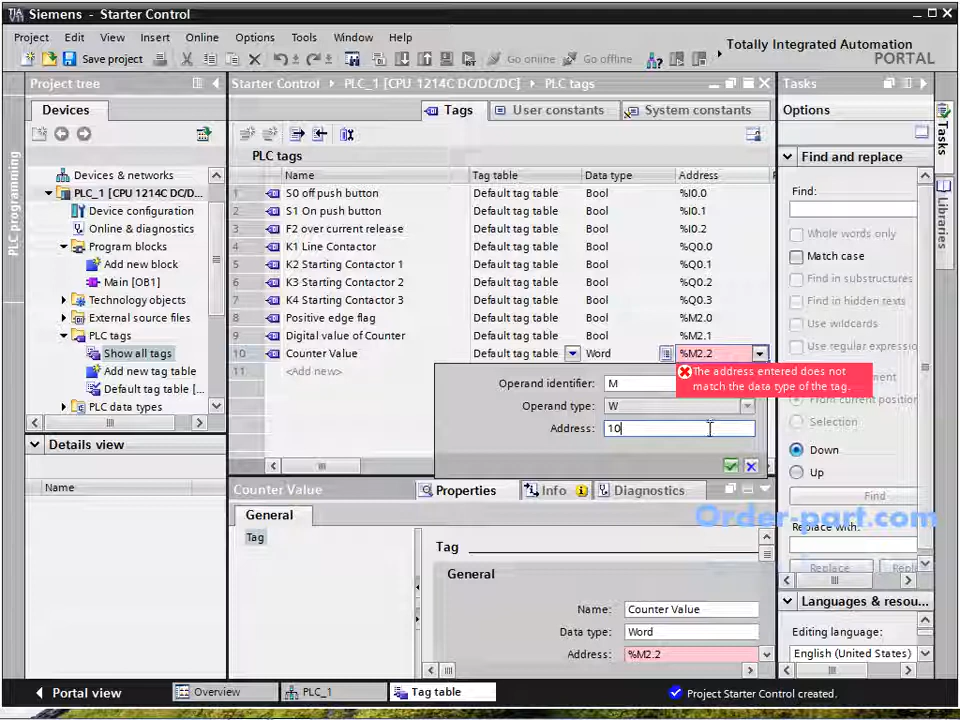 Siemens - Starter Control
Project Edit View Insert Online Options Tools Window Help
Totally Integrated Automation
PORTAL
Save project
Go online
Go offline
Project tree
Starter Control
PLC_1 [CPU 1214C DC/DC/DC]
PLC tags
Tasks
Devices
Tags
User constants
System constants
Options
PLC programming
Tasks
Libraries
PLC tags
Find and replace
Devices & networks
PLC_1 [CPU 1214C DC/D...
Device configuration
Online & diagnostics
Program blocks
Add new block
Main [OB1]
Technology objects
External source files
PLC tags
Show all tags
Add new tag table
Default tag table [...
PLC data types
Name Tag table Data type Address
1 S0 off push button Default tag table Bool %I0.0
2 S1 On push button Default tag table Bool %I0.1
3 F2 over current release Default tag table Bool %I0.2
4 K1 Line Contactor Default tag table Bool %Q0.0
5 K2 Starting Contactor 1 Default tag table Bool %Q0.1
6 K3 Starting Contactor 2 Default tag table Bool %Q0.2
7 K4 Starting Contactor 3 Default tag table Bool %Q0.3
8 Positive edge flag Default tag table Bool %M2.0
9 Digital value of Counter Default tag table Bool %M2.1
10 Counter Value Default tag table Word %M2.2
11 <Add new>
The address entered does not
match the data type of the tag.
Operand identifier: M
Operand type: W
Address: 10
Find:
Whole words only
Match case
Find in substructures
Find in hidden texts
Use wildcards
Use regular expressio
From current position
Selection
Down
Up
Find
Replace with:
Replace
Details view
Name
Counter Value
Properties
Info
Diagnostics
General
Tag
Tag
General
Name: Counter Value
Data type: Word
Address: %M2.2
Order-part.com
Languages & resou...
Editing language:
English (United States)
Portal view
Overview
PLC_1
Tag table
Project Starter Control created.